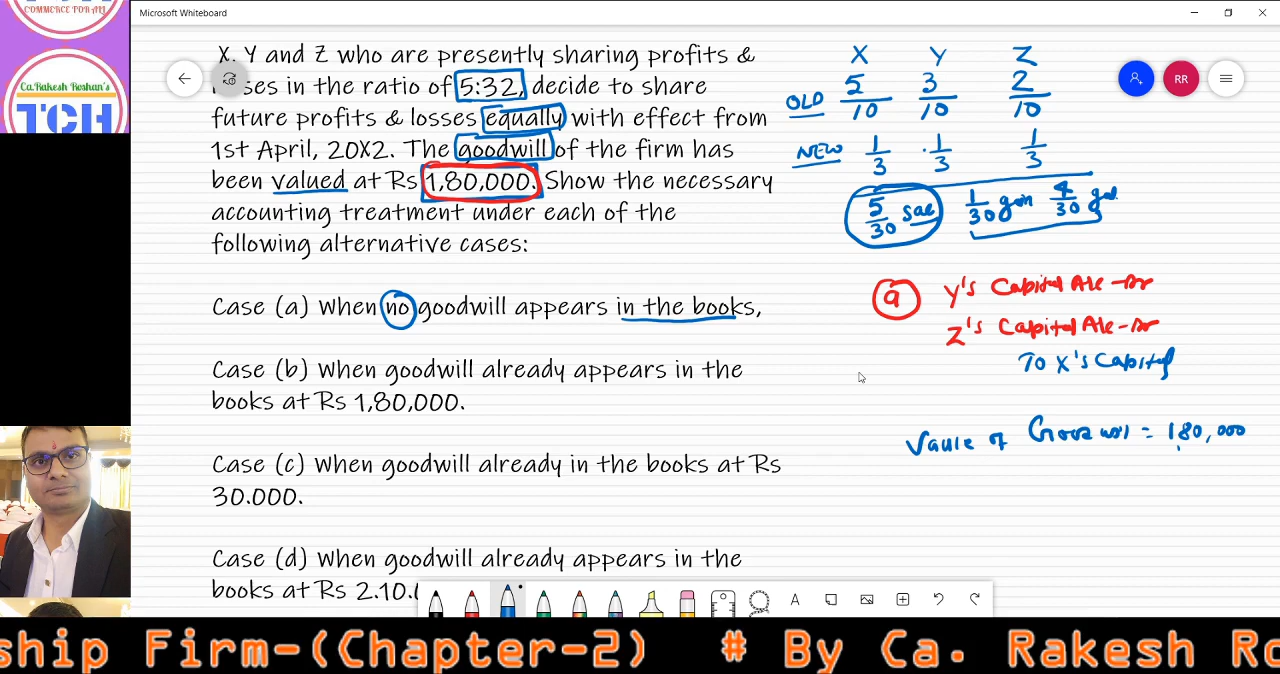 COMMERCE FOR ALL
Ca.Rakesh Roshan's
TCH
Microsoft Whiteboard
X. Y and Z who are presently sharing profits &
in the ratio of 5:32, decide to share
future profits & losses equally with effect from
1st April, 20X2. The goodwill of the firm has
been valued at Rs 1,80,000. Show the necessary
accounting treatment under each of the
following alternative cases:
Case (a) When no goodwill appears in the books,
Case (b) When goodwill already appears in the
books at Rs 1,80,000.
Case (c) When goodwill already in the books at Rs
30.000.
Case (d) When goodwill already appears in the
books at Rs 2.10.
RR
X Y Z
OLD 5/10 3/10 2/10
NEW 1/3 1/3 1/3
5/30 sac 1/30 gain 4/30
a Y's Capital A/c - Dr
Z's Capital A/c - Dr
To X's Capital
Value of Goodwill = 180,000
A
ship Firm-(Chapter-2) # By Ca. Rakesh Ro